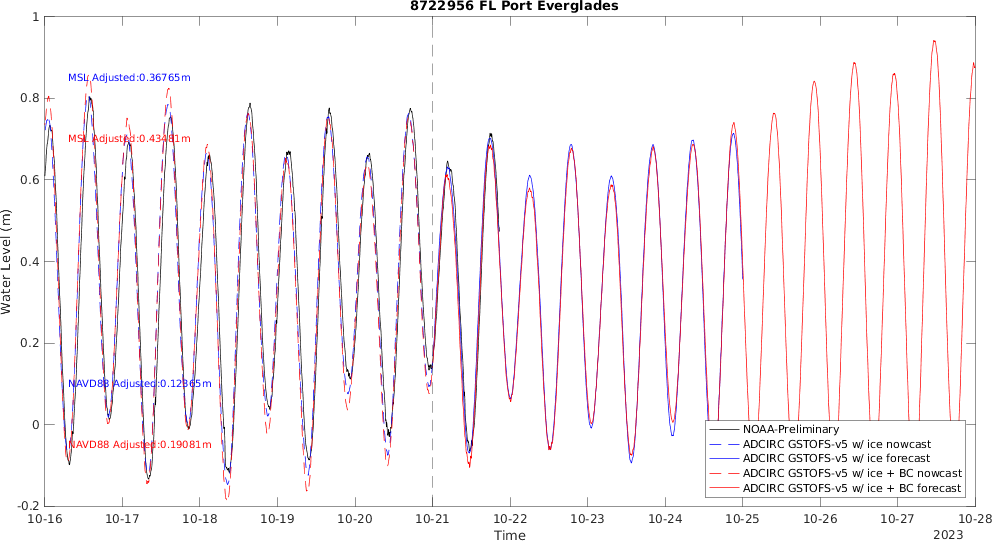 8722956 FL Port Everglades
1
0.8
0.6
0.4
0.2
0
-0.2
Water Level (m)
MSL Adjusted:0.36765m
MSL Adjusted:0.43481m
NAVD88 Adjusted:0.12365m
NAVD88 Adjusted:0.19081m
NOAA-Preliminary
ADCIRC GSTOFS-v5 w/ ice nowcast
ADCIRC GSTOFS-v5 w/ ice forecast
ADCIRC GSTOFS-v5 w/ ice + BC nowcast
ADCIRC GSTOFS-v5 w/ ice + BC forecast
10-16 10-17 10-18 10-19 10-20 10-21 10-22 10-23 10-24 10-25 10-26 10-27 10-28
Time
2023